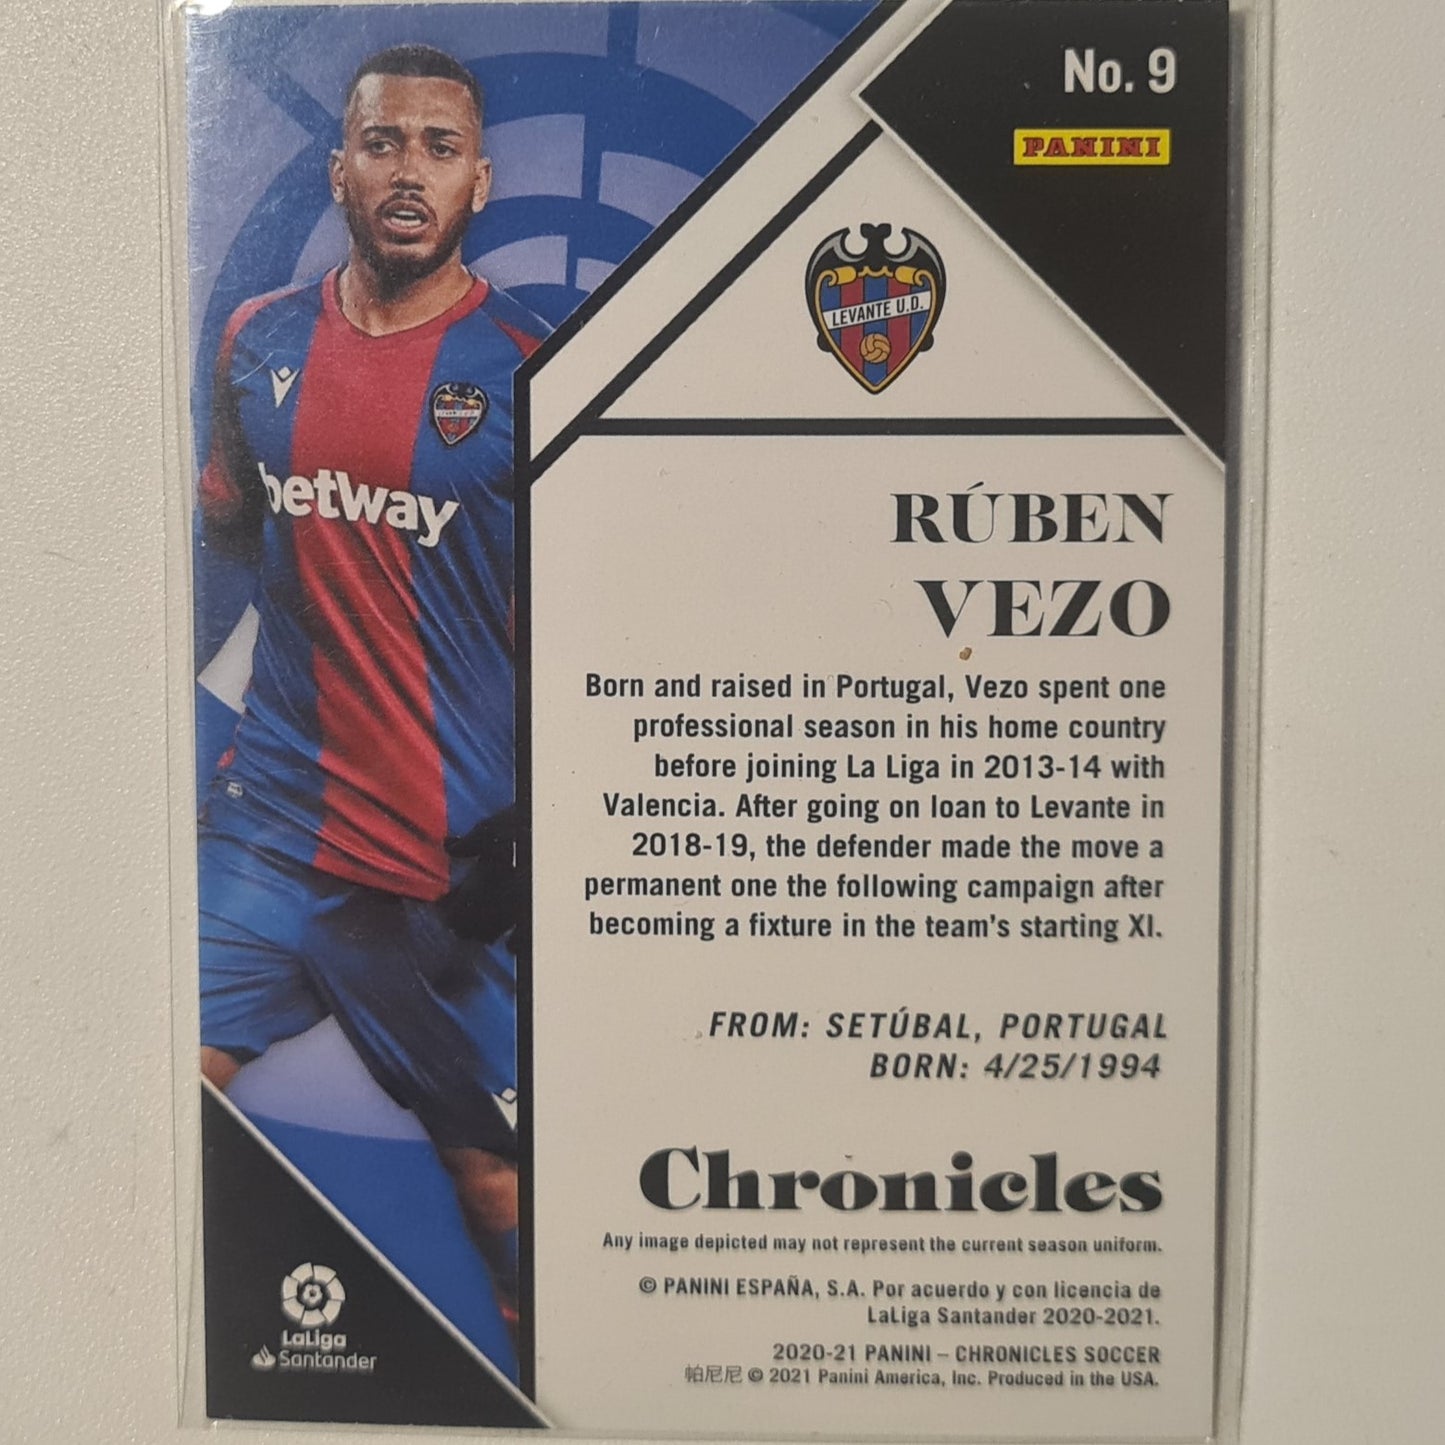 No. 9
PANINI
LEVANTE U.D.
betway
RÚBEN
VEZO
Born and raised in Portugal, Vezo spent one
professional season in his home country
before joining La Liga in 2013-14 with
Valencia. After going on loan to Levante in
2018-19, the defender made the move a
permanent one the following campaign after
becoming a fixture in the team's starting XI.
FROM: SETÚBAL, PORTUGAL
BORN: 4/25/1994
Chronicles
Any image depicted may not represent the current season uniform.
© PANINI ESPAÑA, S.A. Por acuerdo y con licencia de
LaLiga Santander 2020-2021.
2020-21 PANINI – CHRONICLES SOCCER
帕尼尼 © 2021 Panini America, Inc. Produced in the USA.
LaLiga
Santander